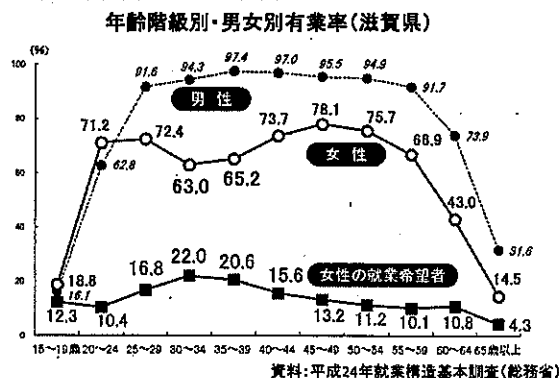 年齢階級別・男女別有業率(滋賀県)
(%)
100
80
60
40
20
0
91.6 94.3 97.4 97.0 95.5 94.9 91.7
男性
71.2 62.8 72.4 63.0 65.2 73.7 78.1 75.7 66.9 73.9
女性
43.0
31.6
女性の就業希望者
18.8 16.1 16.8 22.0 20.6 15.6 14.5
12.3 10.4 13.2 11.2 10.1 10.8 4.3
15~19歳 20~24 25~29 30~34 35~39 40~44 45~49 50~54 55~59 60~64 65歳以上
資料:平成24年就業構造基本調査(総務省)